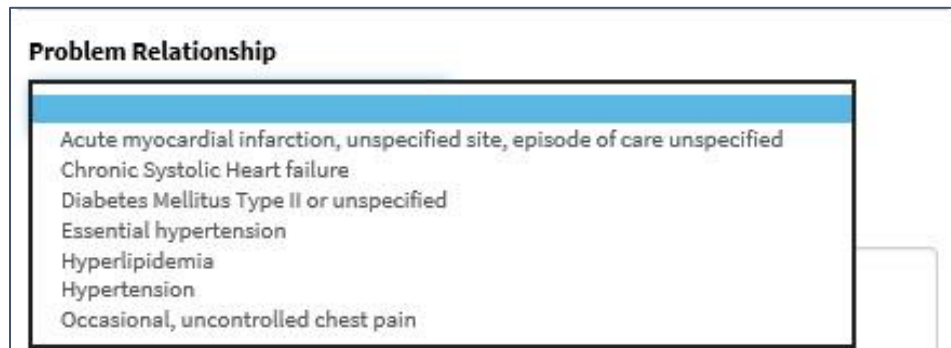 Problem Relationship
Acute myocardial infarction, unspecified site, episode of care unspecified
Chronic Systolic Heart failure
Diabetes Mellitus Type II or unspecified
Essential hypertension
Hyperlipidemia
Hypertension
Occasional, uncontrolled chest pain